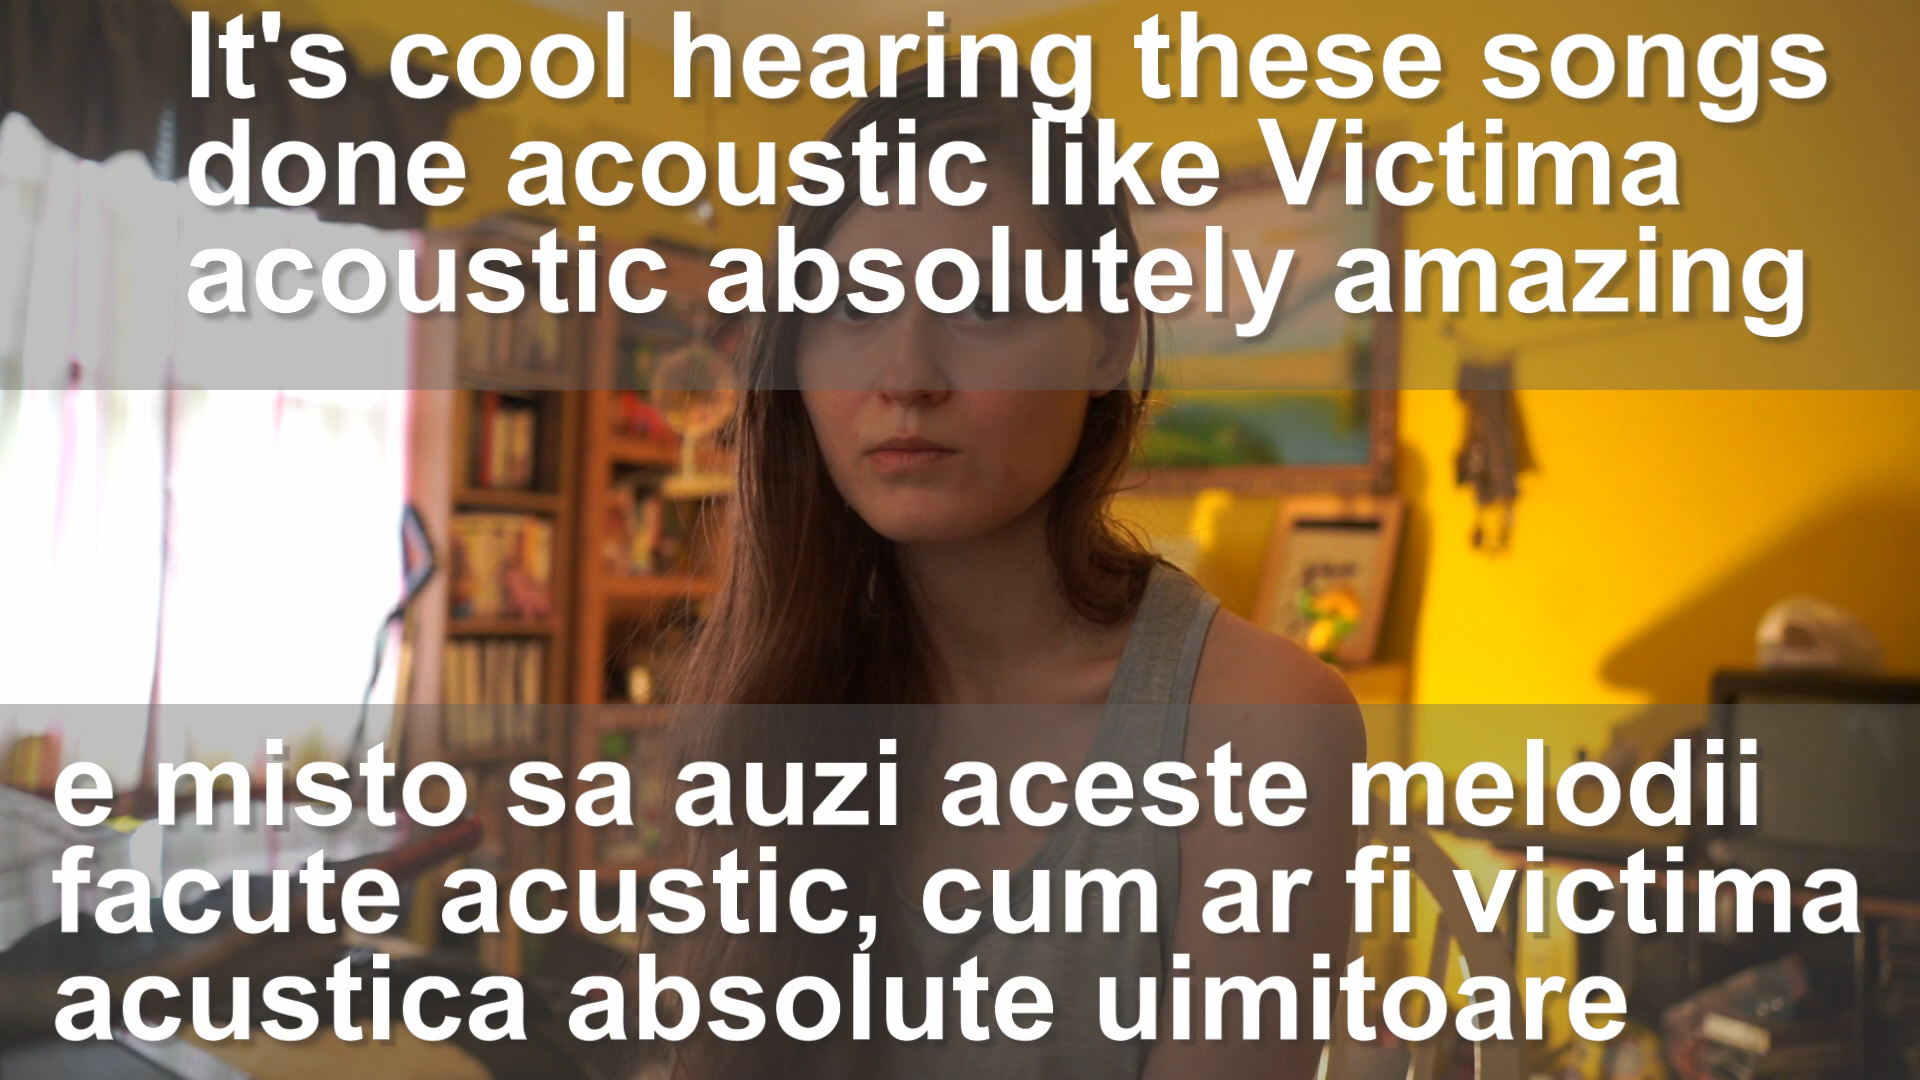 It's cool hearing these songs
done acoustic like Victima
acoustic absolutely amazing
e misto sa auzi aceste melodii
facute acustic, cum ar fi victima
acustica absolute uimitoare